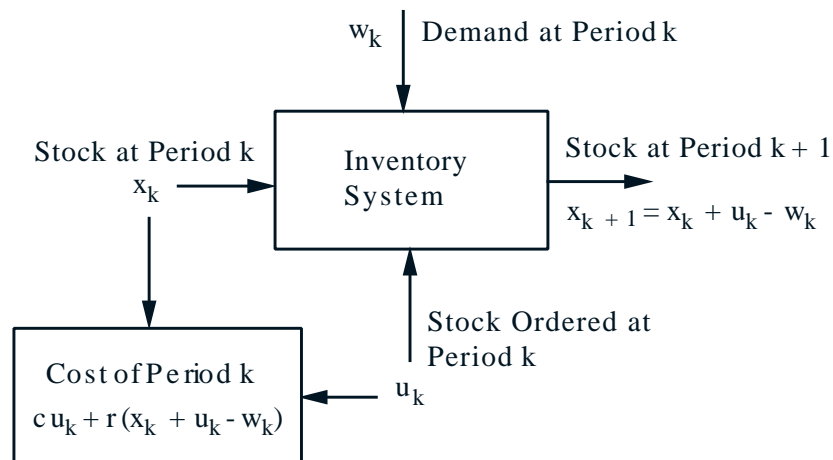 w_k Demand at Period k
Stock at Period k
x_k
Inventory
System
Stock at Period k + 1
x_{k + 1} = x_k + u_k - w_k
Stock Ordered at
Period k
u_k
Cost of Period k
c u_k + r (x_k + u_k - w_k)